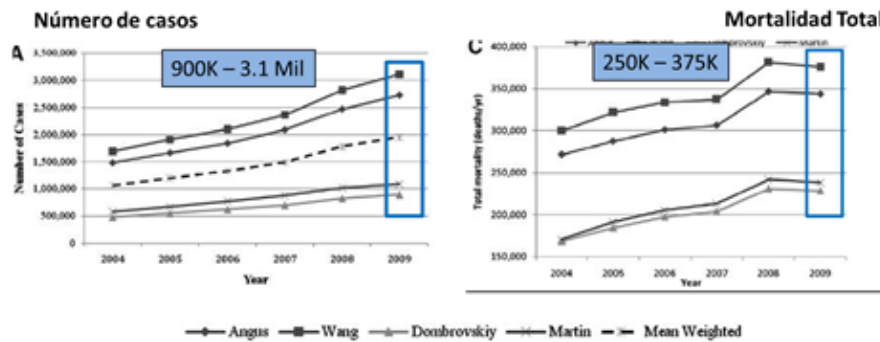 Número de casos
Mortalidad Total
A
3,500,000
3,000,000
2,500,000
2,000,000
1,500,000
1,000,000
500,000
0
Number of Cases
900K – 3.1 Mil
2004 2005 2006 2007 2008 2009
Year
C
Dombrovskiy Martin
400,000
350,000
300,000
250,000
200,000
150,000
Total mortality (deaths/yr)
250K – 375K
2004 2005 2006 2007 2008 2009
Year
Angus Wang Dombrovskiy Martin Mean Weighted